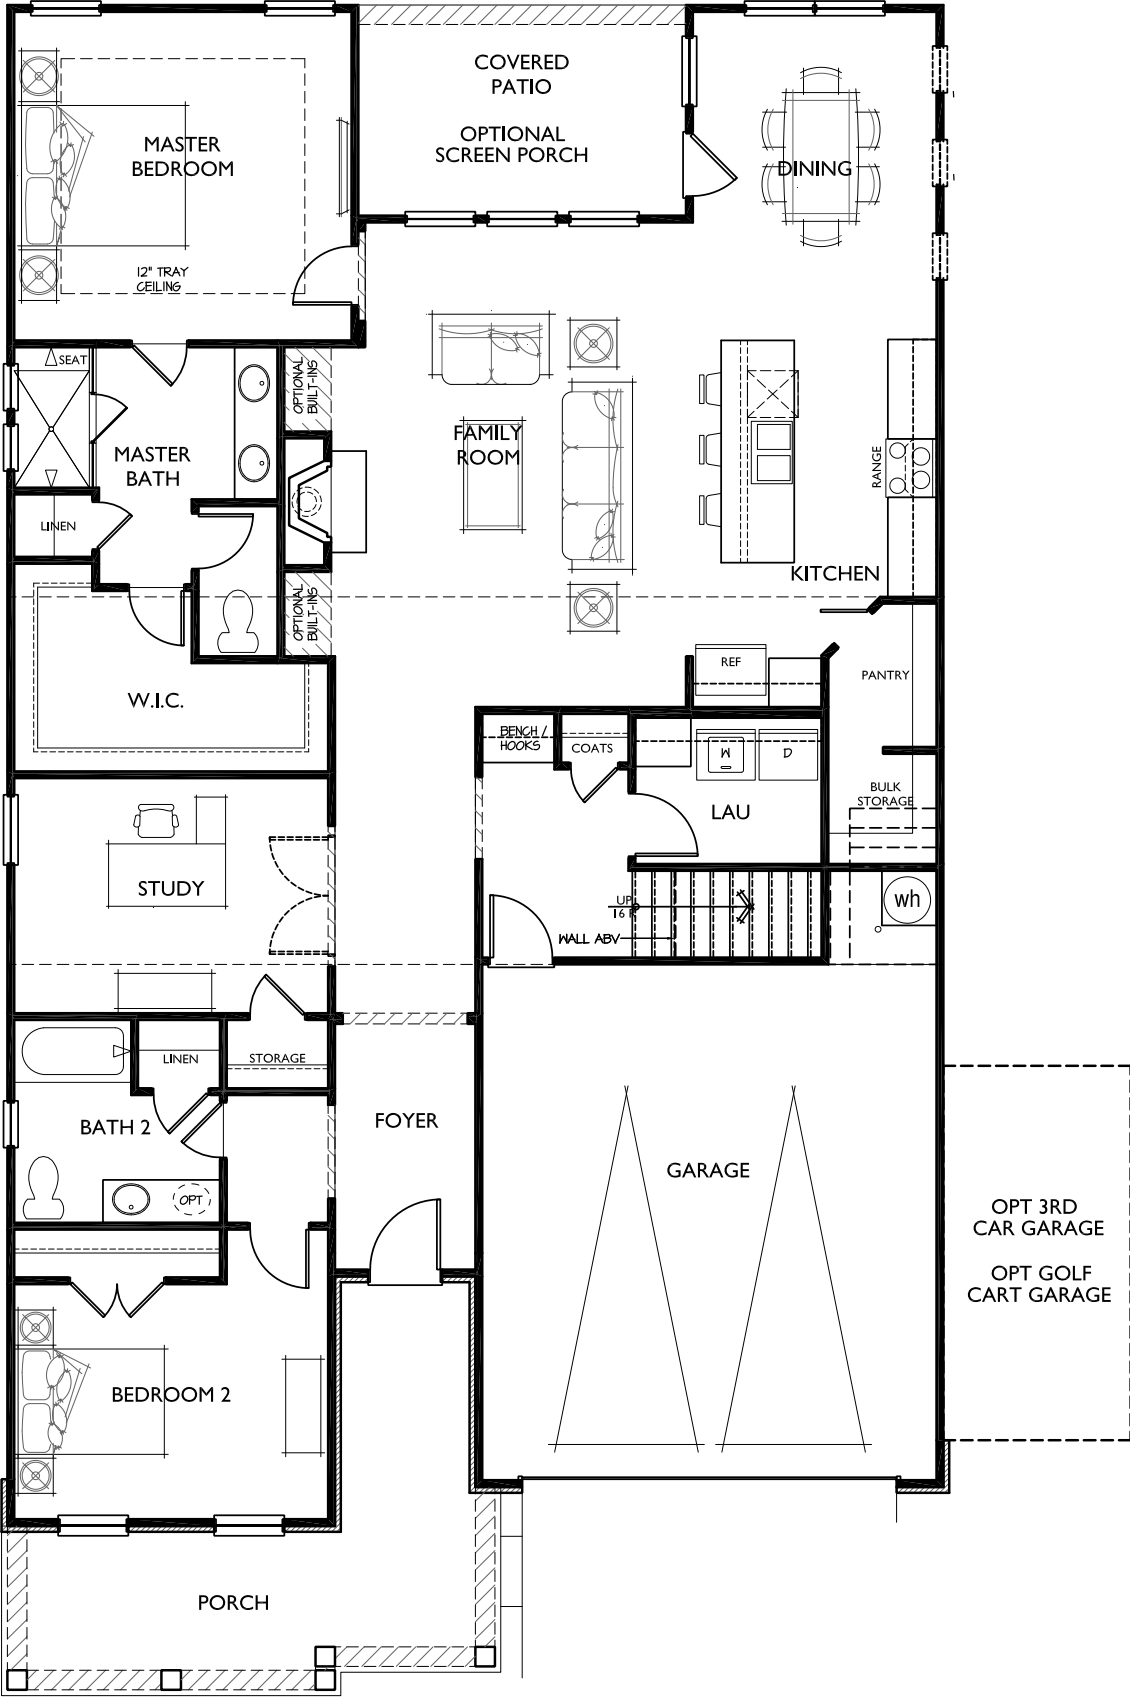 COVERED
PATIO
OPTIONAL
SCREEN PORCH
MASTER
BEDROOM
DINING
12" TRAY
CEILING
SEAT
OPTIONAL
BUILT-INS
FAMILY
ROOM
MASTER
BATH
RANGE
LINEN
KITCHEN
OPTIONAL
BUILT-INS
REF
PANTRY
W.I.C.
BENCH /
HOOKS
COATS
W
D
BULK
STORAGE
LAU
STUDY
UP
16 R
wh
WALL ABV
LINEN
STORAGE
BATH 2
FOYER
GARAGE
OPT
OPT 3RD
CAR GARAGE
OPT GOLF
CART GARAGE
BEDROOM 2
PORCH